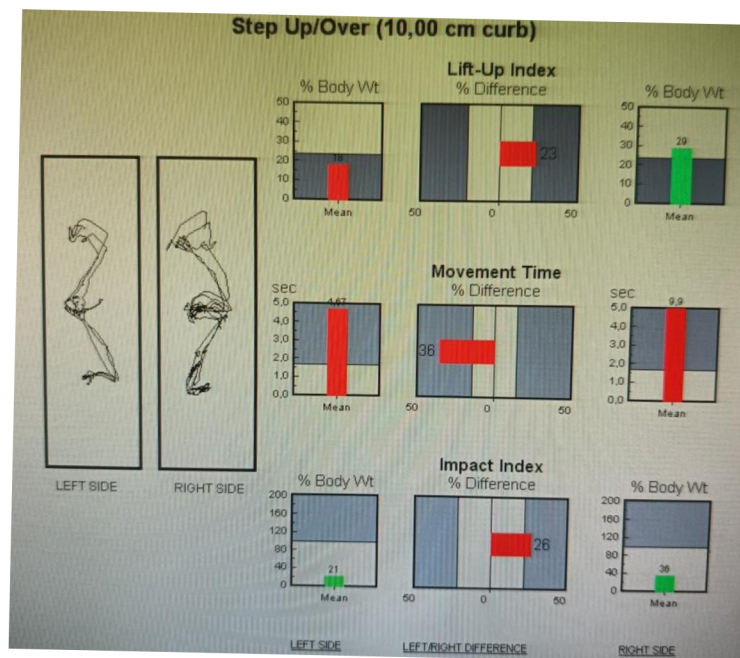 Step Up/Over (10,00 cm curb)
Lift-Up Index
% Body Wt
% Difference
% Body Wt
50
40
30
20
10
0
18
Mean
23
50
0
50
50
40
30
20
10
0
29
Mean
Movement Time
sec
% Difference
sec
5,0
4,0
3,0
2,0
1,0
0,0
4,67
Mean
36
50
0
50
5,0
4,0
3,0
2,0
1,0
0,0
9,9
Mean
LEFT SIDE
RIGHT SIDE
Impact Index
% Body Wt
% Difference
% Body Wt
200
160
120
80
40
0
21
Mean
26
50
0
50
200
160
120
80
40
0
36
Mean
LEFT SIDE
LEFT/RIGHT DIFFERENCE
RIGHT SIDE